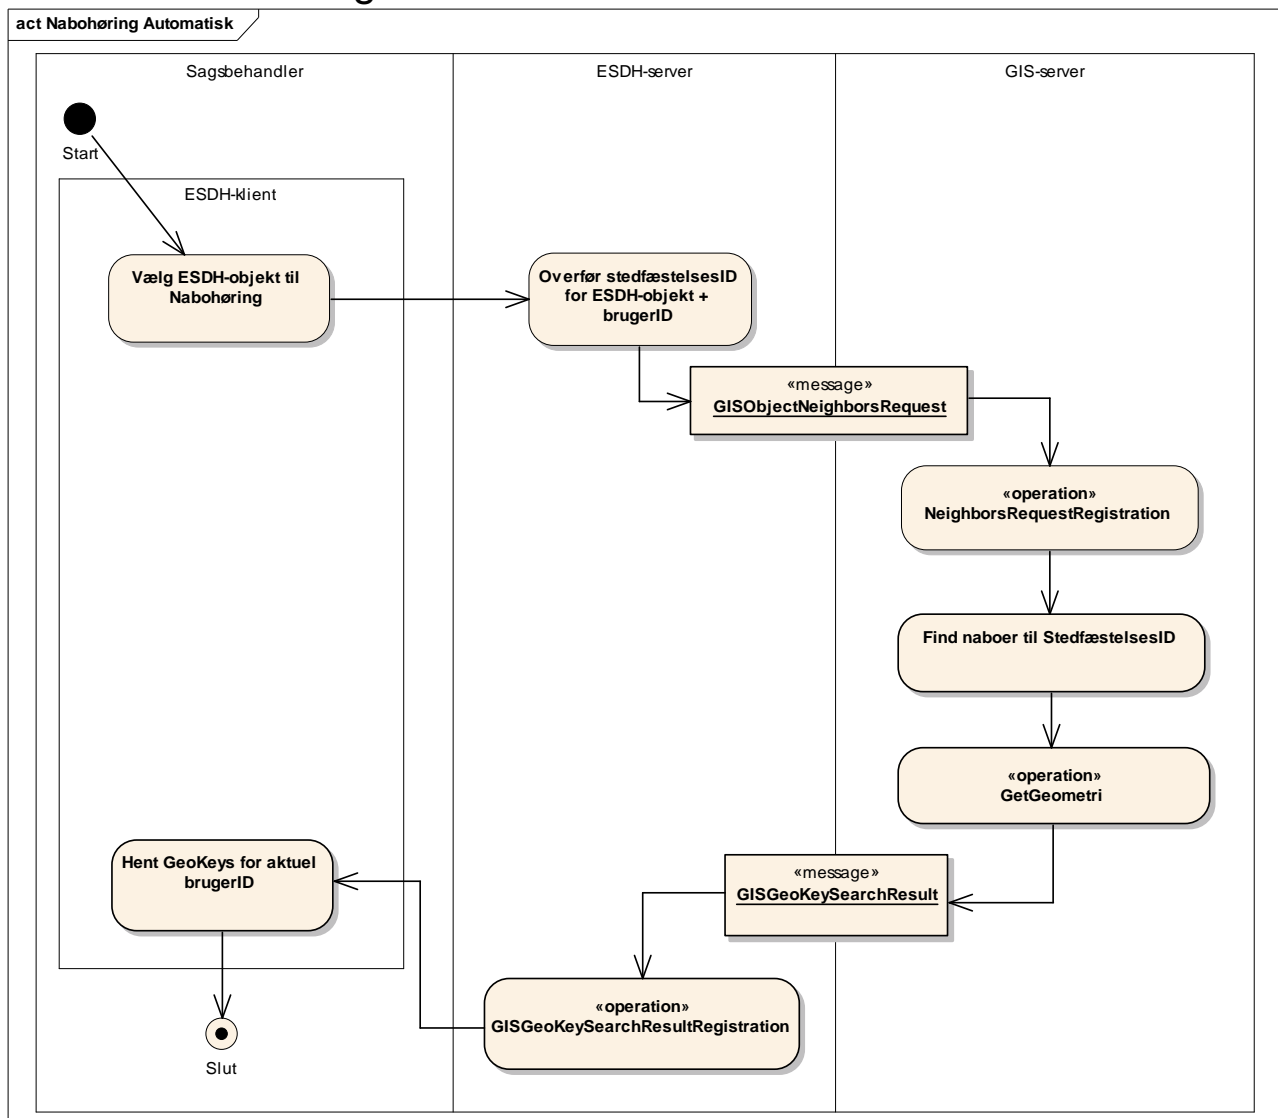 act Nabohøring Automatisk
Sagsbehandler
ESDH-server
GIS-server
Start
ESDH-klient
Vælg ESDH-objekt til
Nabohøring
Overfør stedfæstelsesID
for ESDH-objekt +
brugerID
«message»
GISObjectNeighborsRequest
«operation»
NeighborsRequestRegistration
Find naboer til StedfæstelsesID
«operation»
GetGeometri
Hent GeoKeys for aktuel
brugerID
«message»
GISGeoKeySearchResult
«operation»
GISGeoKeySearchResultRegistration
Slut